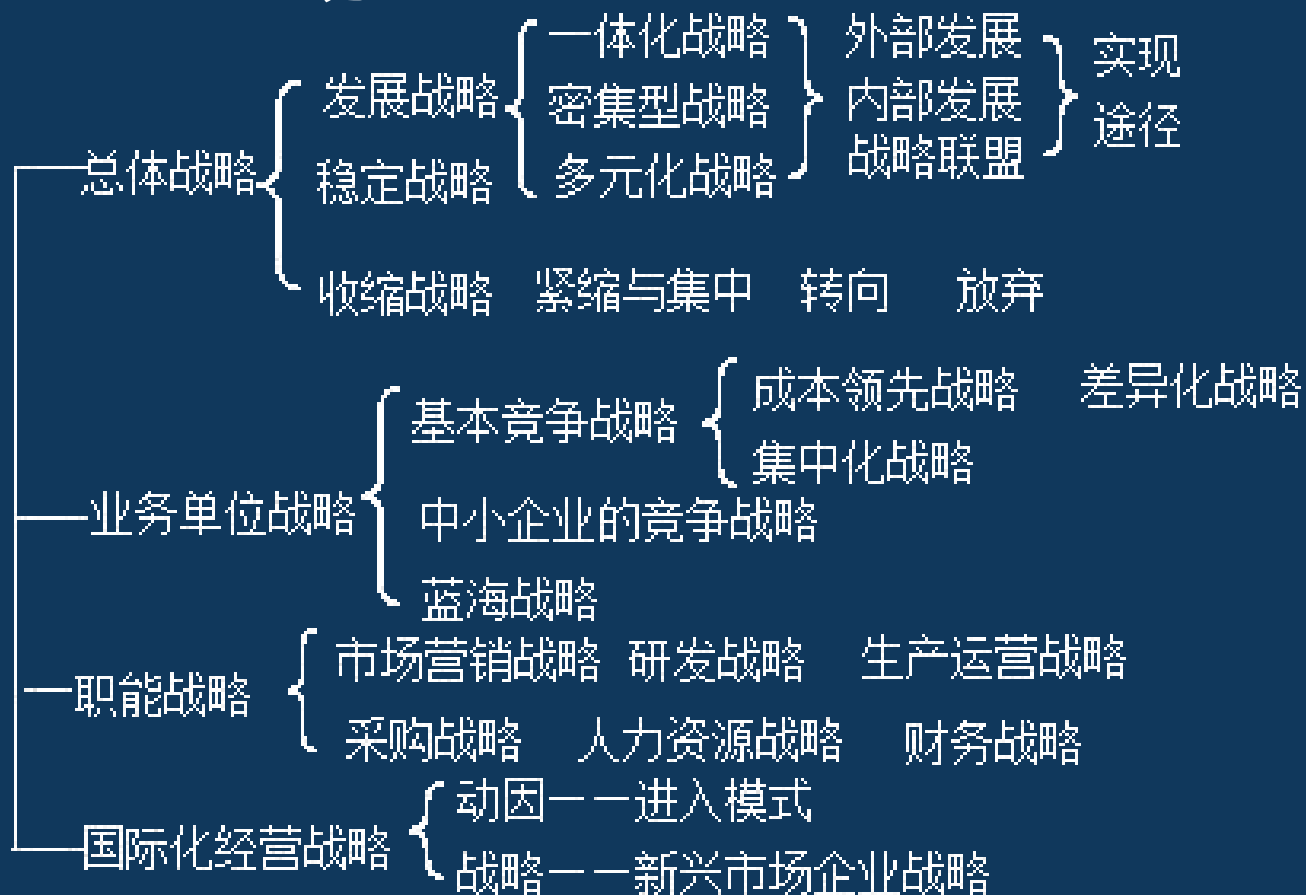 一体化战略 外部发展 实现
发展战略 密集型战略 内部发展 途径
总体战略 稳定战略 多元化战略 战略联盟
收缩战略 紧缩与集中 转向 放弃
成本领先战略 差异化战略
基本竞争战略
集中化战略
业务单位战略 中小企业的竞争战略
蓝海战略
市场营销战略 研发战略 生产运营战略
职能战略
采购战略 人力资源战略 财务战略
动因——进入模式
国际化经营战略
战略——新兴市场企业战略